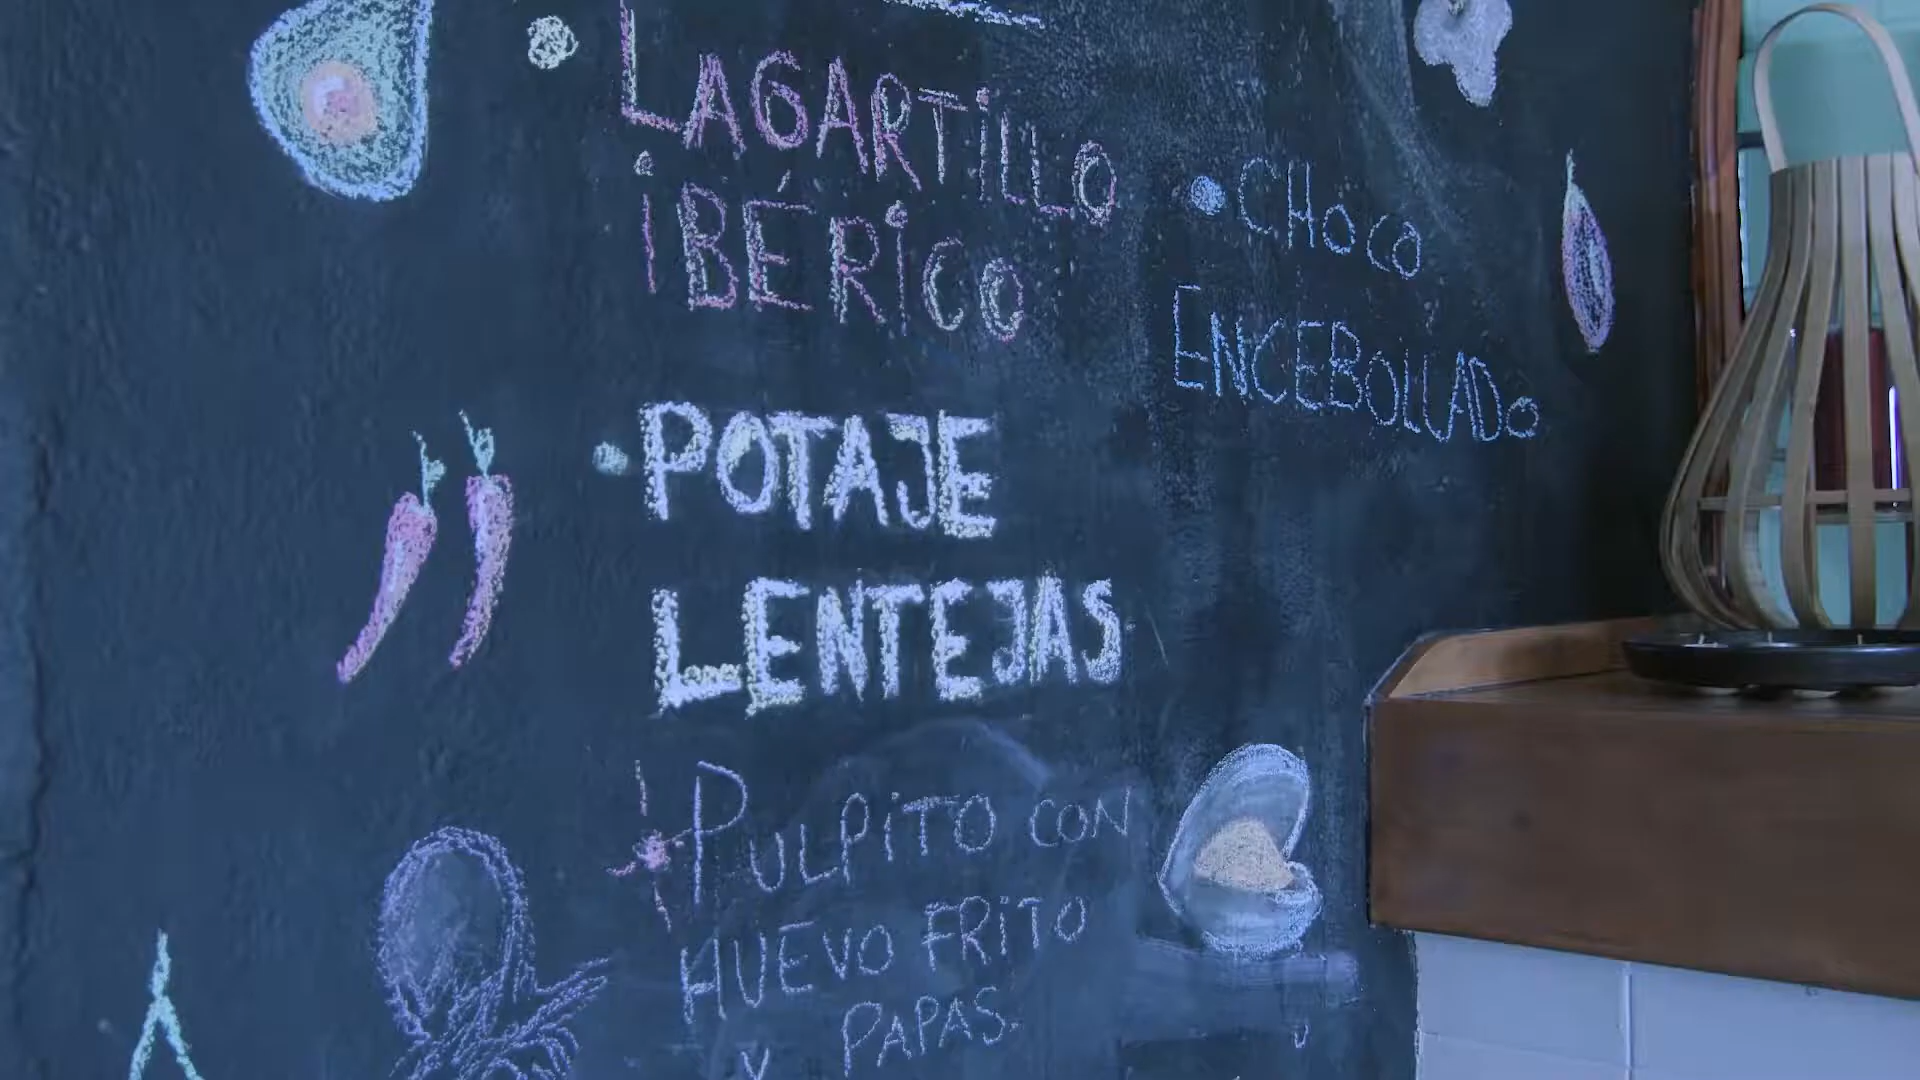 LAGARTILLO
IBÉRICO
CHOCO
ENCEBOLLADO
POTAJE
LENTEJAS
PULPITO CON
HUEVO FRITO
Y PAPAS.